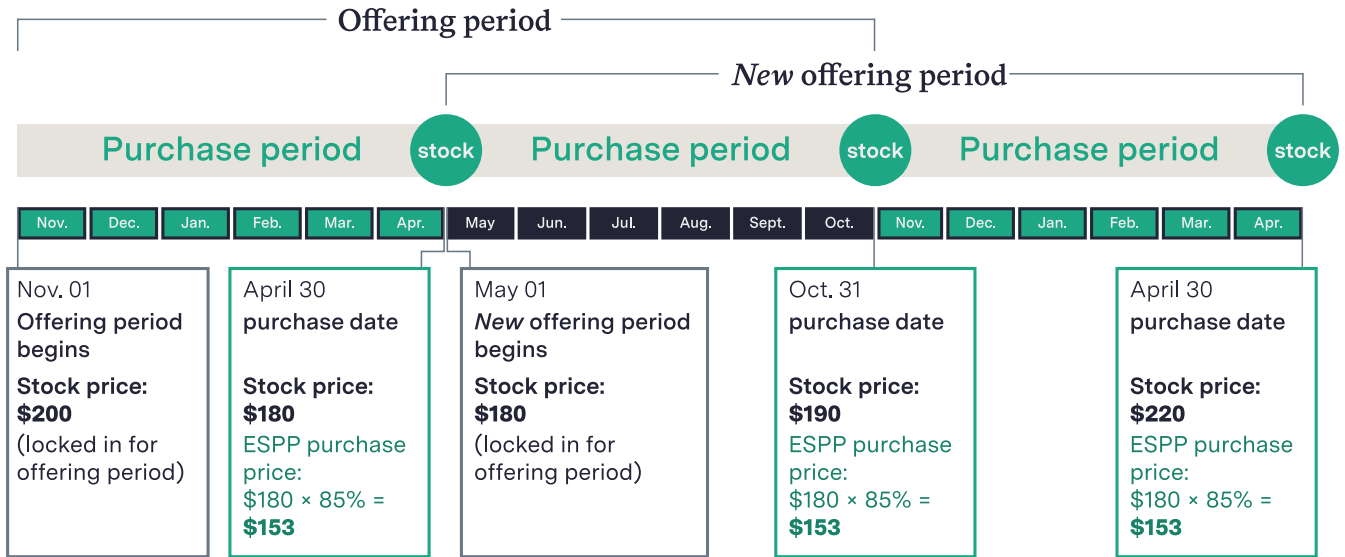 Offering period
New offering period
Purchase period
stock
Purchase period
stock
Purchase period
stock
Nov.
Dec.
Jan.
Feb.
Mar.
Apr.
May
Jun.
Jul.
Aug.
Sept.
Oct.
Nov.
Dec.
Jan.
Feb.
Mar.
Apr.
Nov. 01
Offering period
begins
Stock price:
$200
(locked in for
offering period)
April 30
purchase date
Stock price:
$180
ESPP purchase
price:
$180 × 85% =
$153
May 01
New offering period
begins
Stock price:
$180
(locked in for
offering period)
Oct. 31
purchase date
Stock price:
$190
ESPP purchase
price:
$180 × 85% =
$153
April 30
purchase date
Stock price:
$220
ESPP purchase
price:
$180 × 85% =
$153